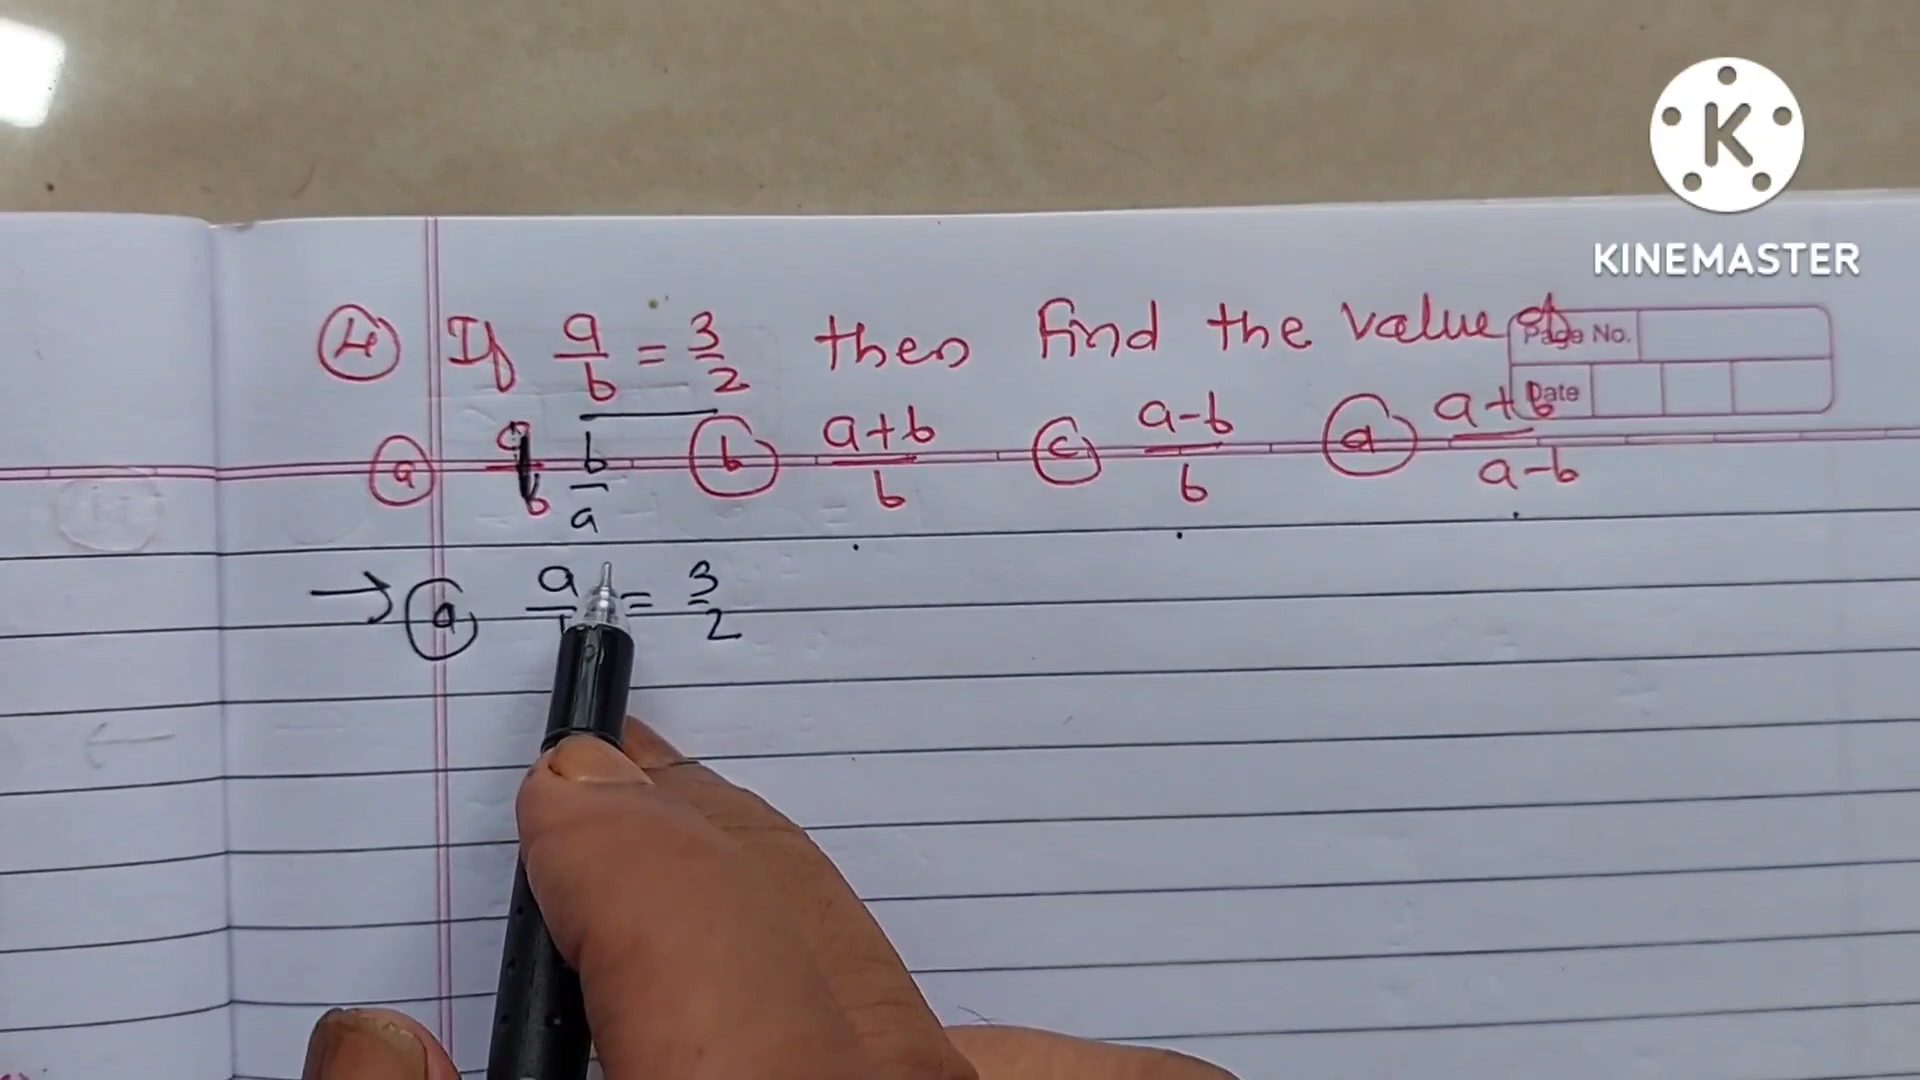 K
KINEMASTER
④ If a/b = 3/2 then find the value of
Page No.
Date
ⓐ b/a ⓑ a+b/b ⓒ a-b/b ⓓ a+b/a-b
→ ⓐ a/b = 3/2